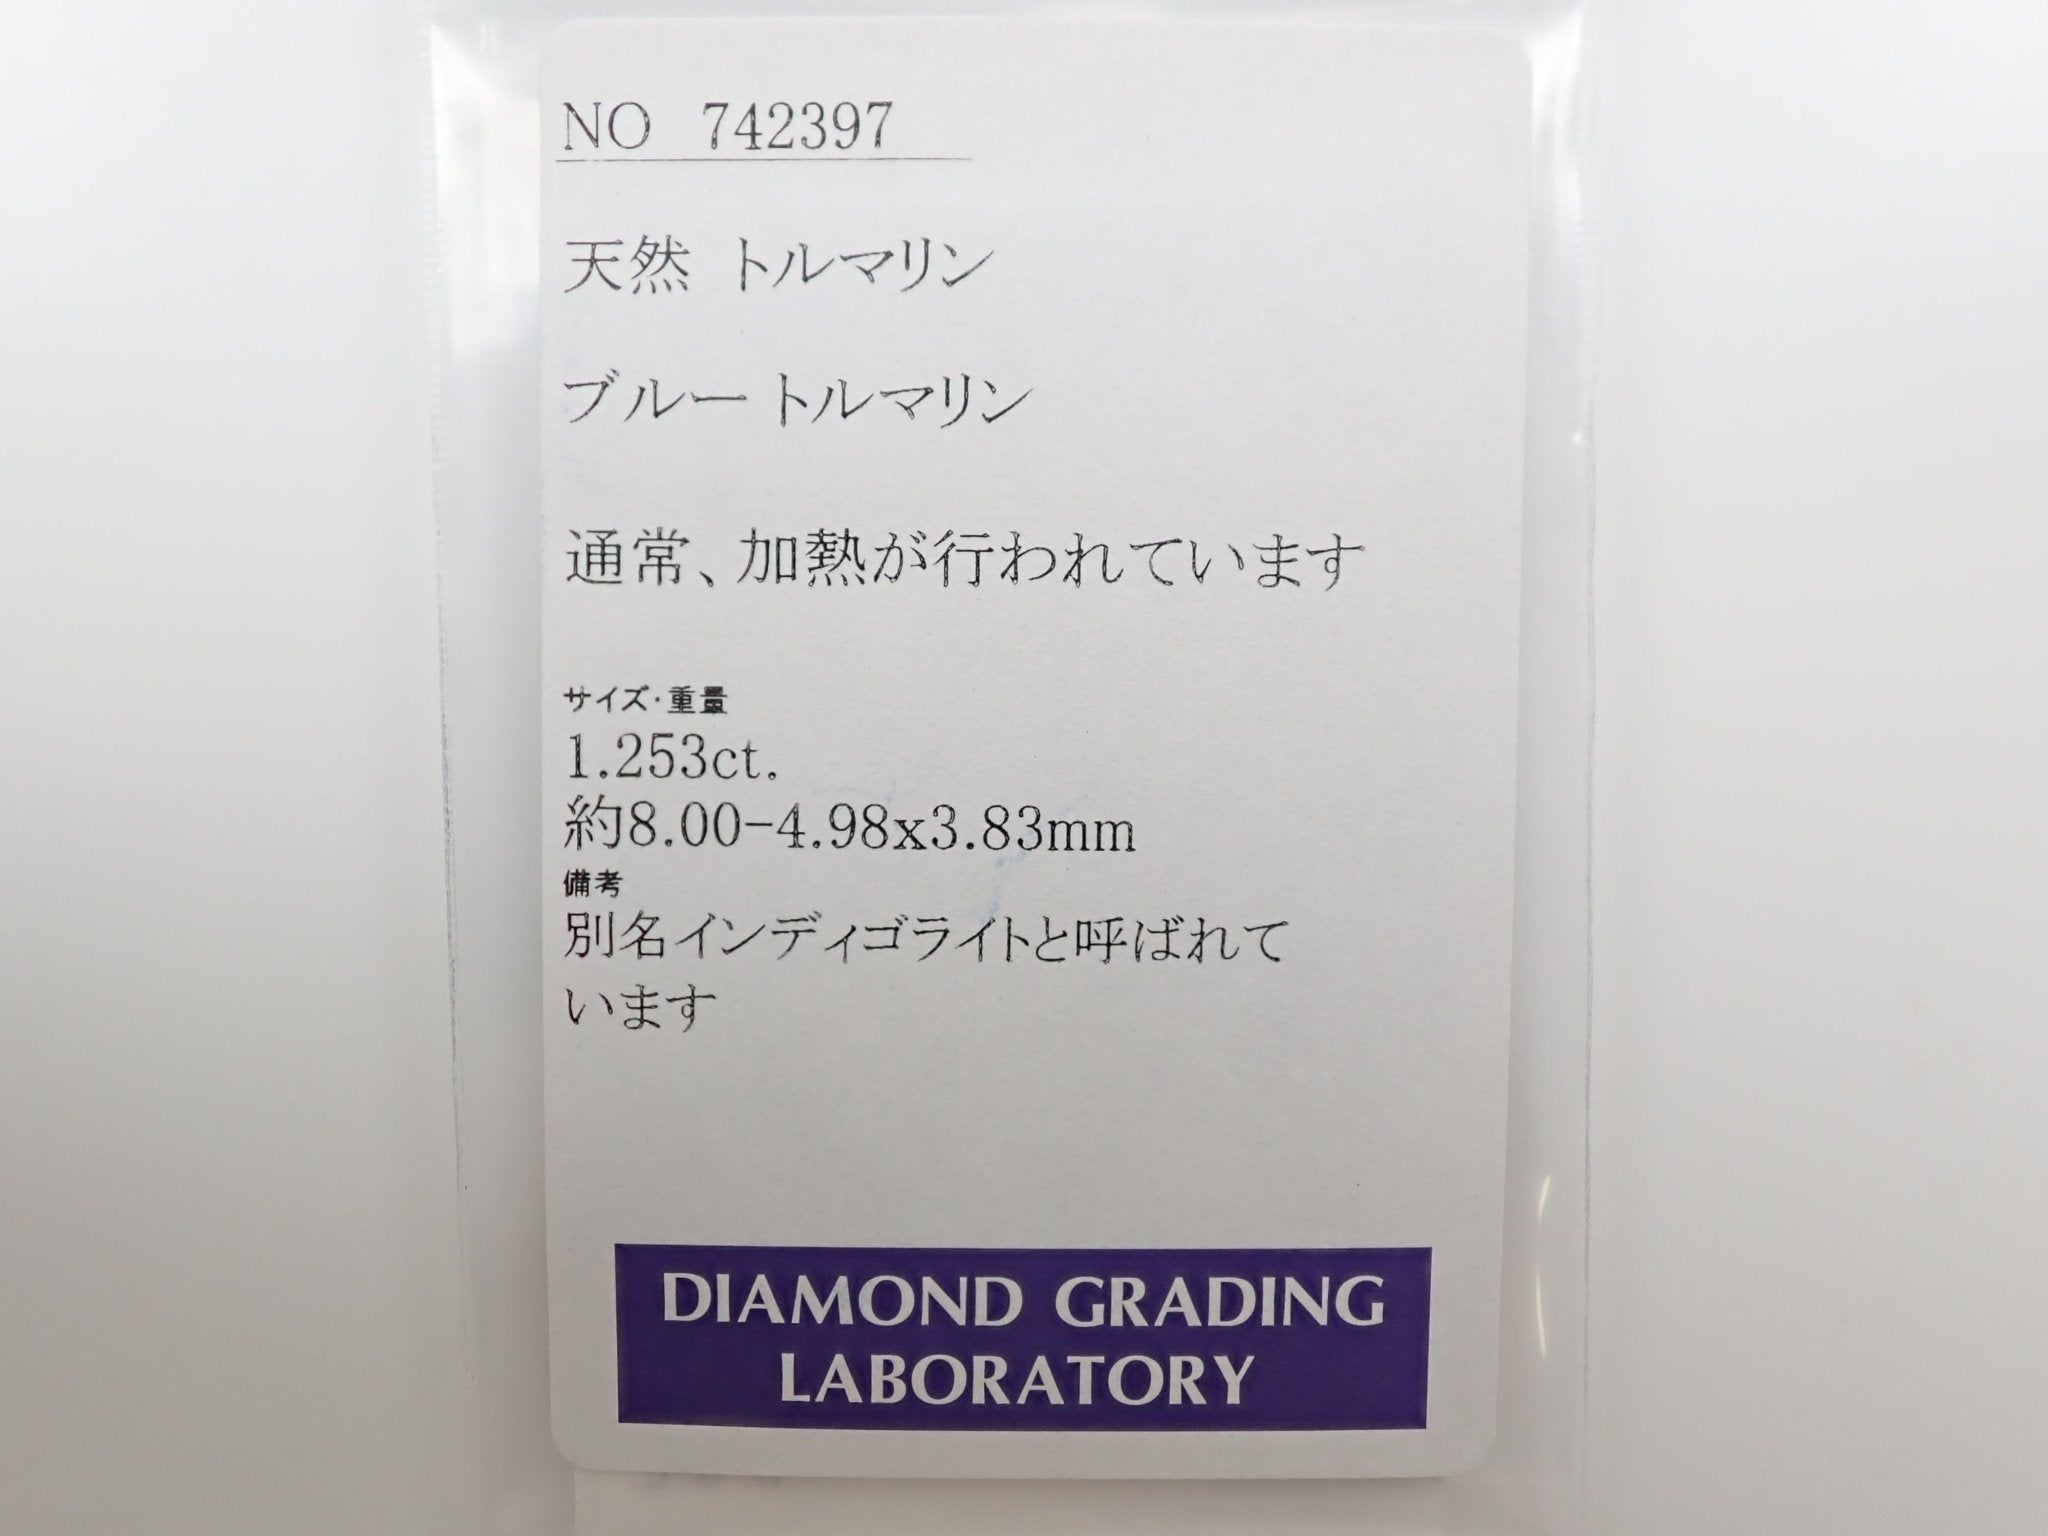 NO 742397
天然 トルマリン
ブルートルマリン
通常、加熱が行われています
サイズ・重量
1.253ct.
約8.00-4.98x3.83mm
備考
別名インディゴライトと呼ばれて
います
DIAMOND GRADING
LABORATORY